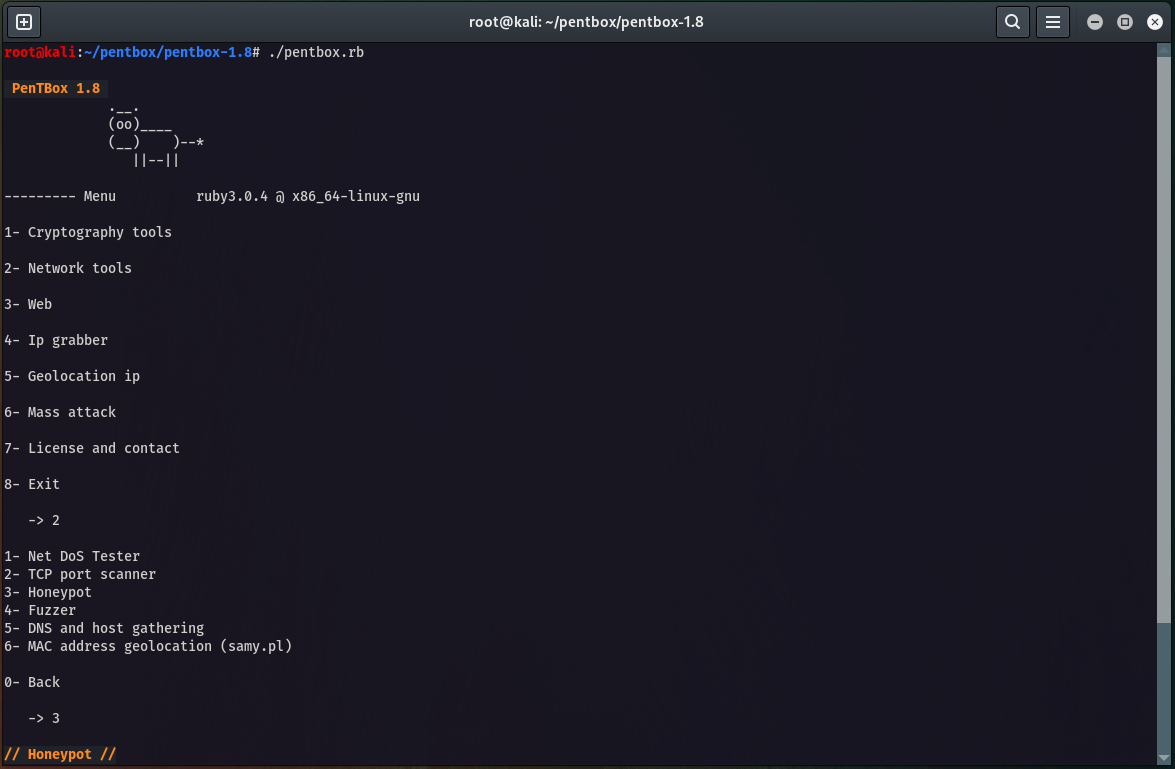 root@kali: ~/pentbox/pentbox-1.8
root@kali:~/pentbox/pentbox-1.8# ./pentbox.rb
PenTBox 1.8
.__.
(oo)____
(__)    )--*
||--||
--------- Menu          ruby3.0.4 @ x86_64-linux-gnu
1- Cryptography tools
2- Network tools
3- Web
4- Ip grabber
5- Geolocation ip
6- Mass attack
7- License and contact
8- Exit
-> 2
1- Net DoS Tester
2- TCP port scanner
3- Honeypot
4- Fuzzer
5- DNS and host gathering
6- MAC address geolocation (samy.pl)
0- Back
-> 3
// Honeypot //